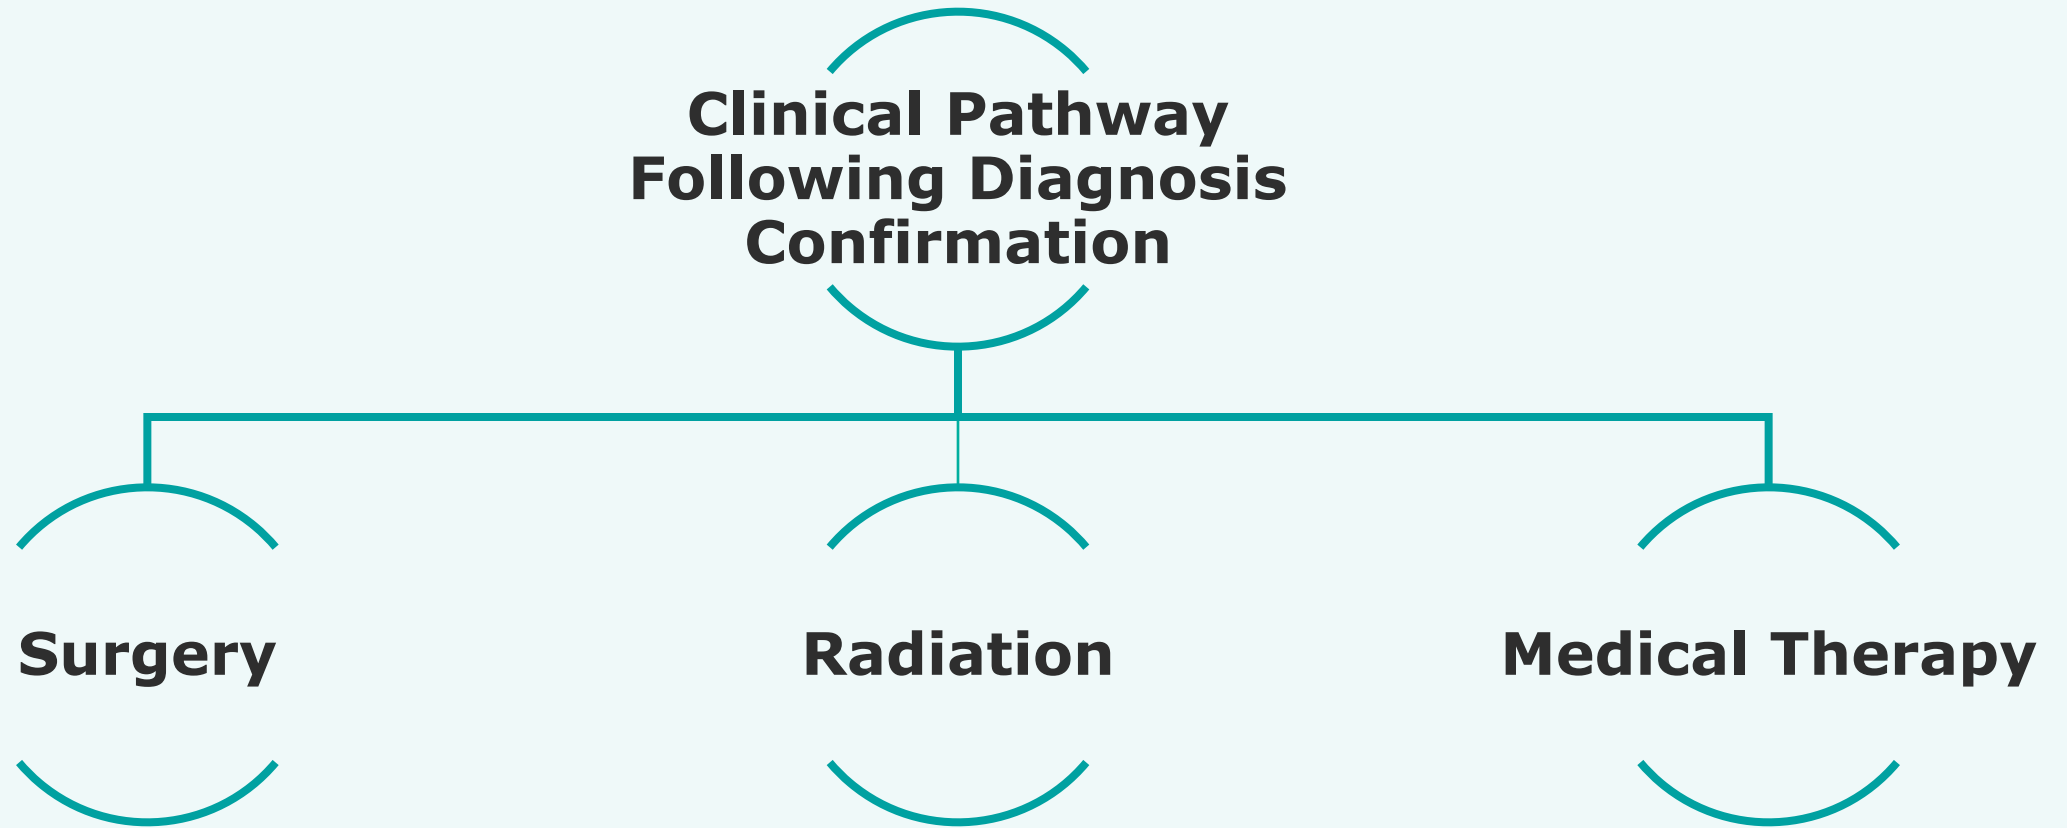 Clinical Pathway
Following Diagnosis
Confirmation
Surgery
Radiation
Medical Therapy